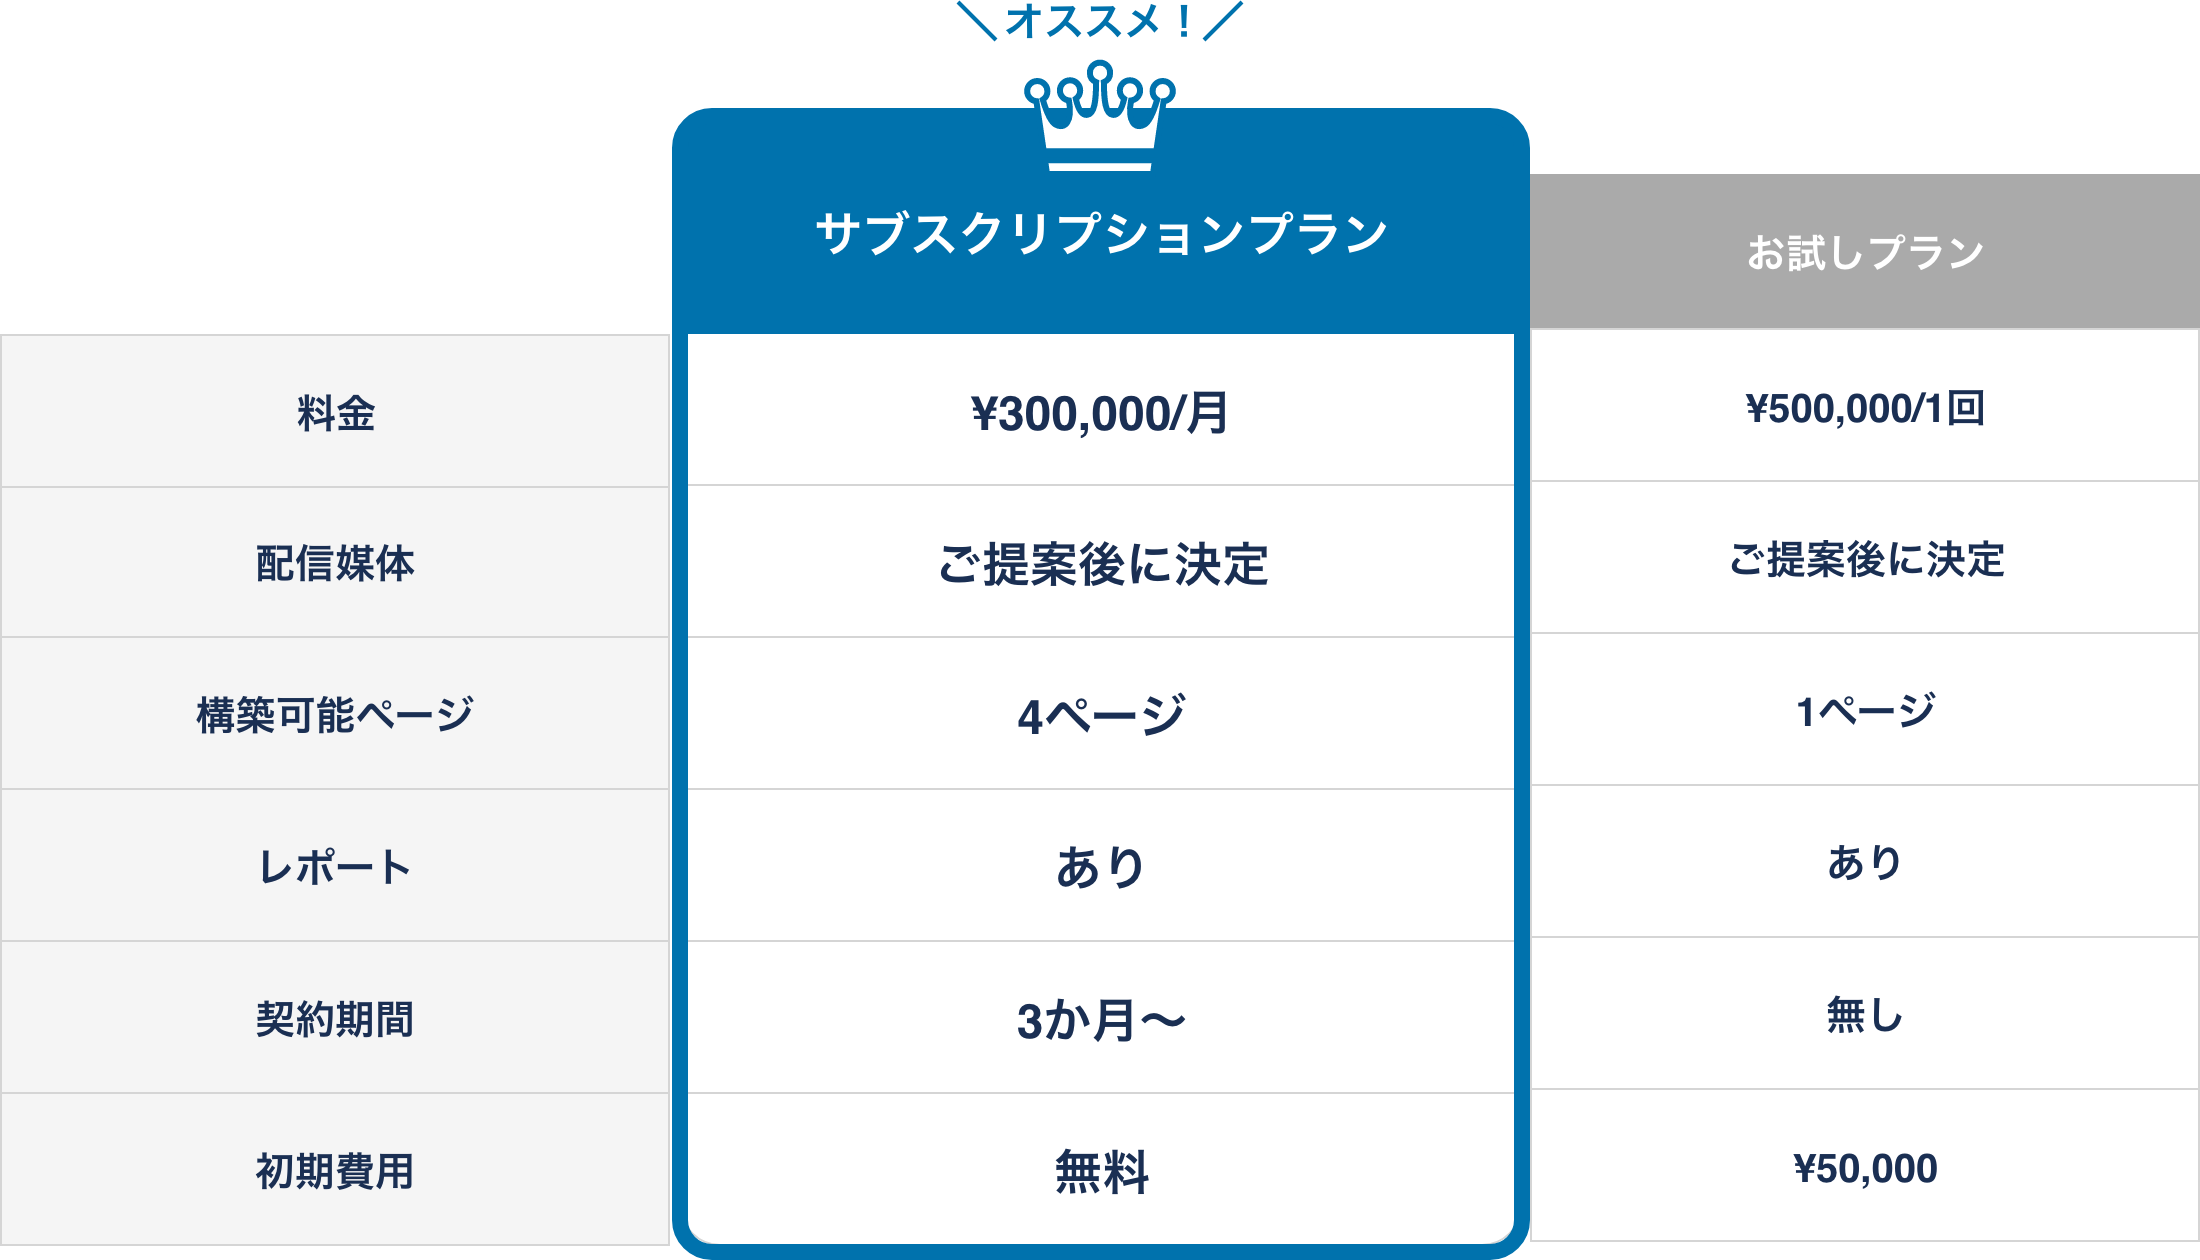 ＼オススメ！／
サブスクリプションプラン
お試しプラン
料金
¥300,000/月
¥500,000/1回
配信媒体
ご提案後に決定
ご提案後に決定
構築可能ページ
4ページ
1ページ
レポート
あり
あり
契約期間
3か月〜
無し
初期費用
無料
¥50,000